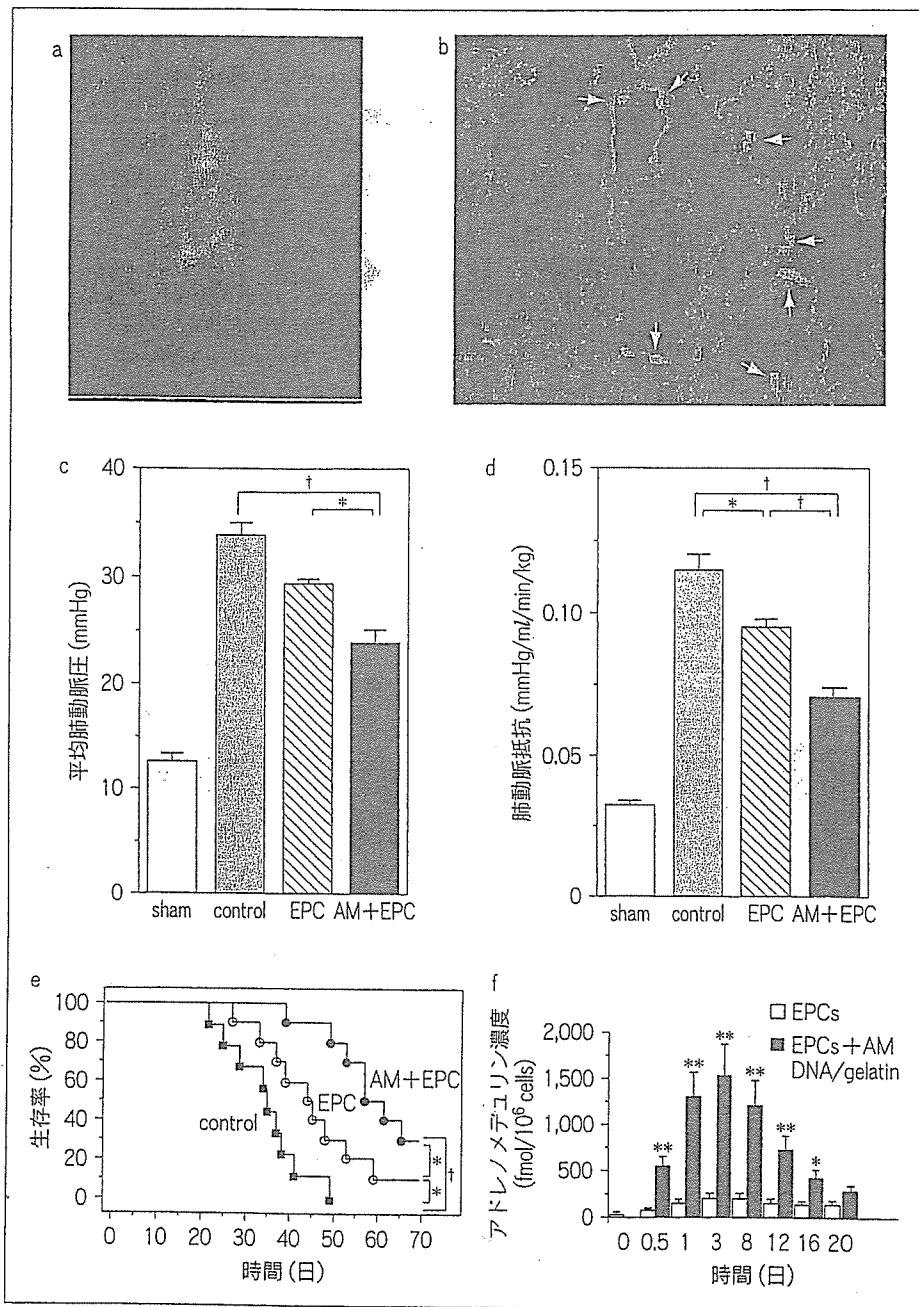 a
b
c
平均肺動脈圧 (mmHg)
40
30
20
10
0
†
*
sham control EPC AM+EPC
d
肺動脈抵抗 (mmHg/ml/min/kg)
0.15
0.10
0.05
0
†
* †
sham control EPC AM+EPC
e
生存率 (%)
100
80
60
40
20
0
control
EPC
AM+EPC
*
*
†
0 10 20 30 40 50 60 70
時間 (日)
f
アドレノメデュリン濃度
(fmol/10⁶ cells)
□ EPCs
■ EPCs+AM
DNA/gelatin
2,000
1,500
1,000
500
250
0
** ** ** ** ** *
0 0.5 1 3 8 12 16 20
時間 (日)